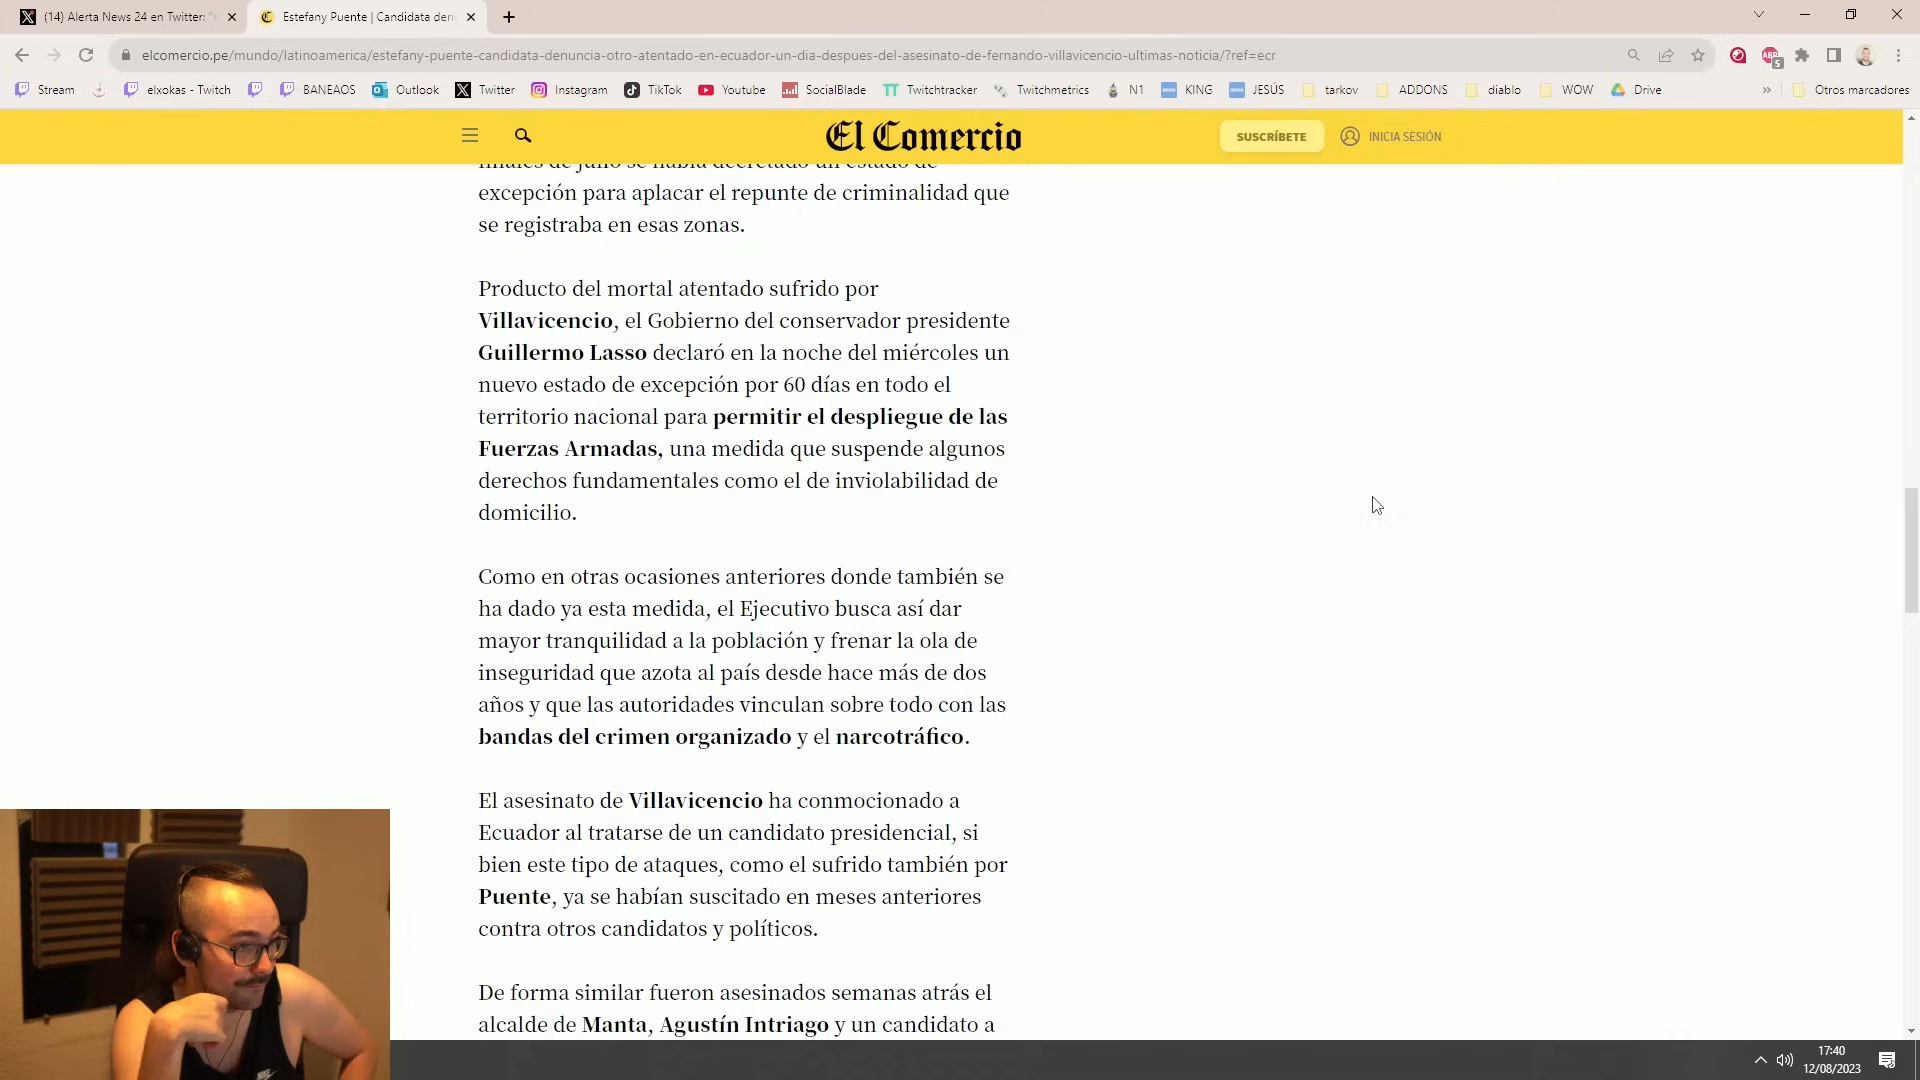 (14) Alerta News 24 en Twitter: "
Estefany Puente | Candidata den
elcomercio.pe/mundo/latinoamerica/estefany-puente-candidata-denuncia-otro-atentado-en-ecuador-un-dia-despues-del-asesinato-de-fernando-villavicencio-ultimas-noticia/?ref=ecr
Stream
elxokas - Twitch
BANEAOS
Outlook
Twitter
Instagram
TikTok
Youtube
SocialBlade
Twitchtracker
Twitchmetrics
N1
KING
JESÚS
tarkov
ADDONS
diablo
WOW
Drive
»
Otros marcadores
El Comercio
SUSCRÍBETE
INICIA SESIÓN
finales de julio se había decretado un estado de
excepción para aplacar el repunte de criminalidad que
se registraba en esas zonas.
Producto del mortal atentado sufrido por
Villavicencio, el Gobierno del conservador presidente
Guillermo Lasso declaró en la noche del miércoles un
nuevo estado de excepción por 60 días en todo el
territorio nacional para permitir el despliegue de las
Fuerzas Armadas, una medida que suspende algunos
derechos fundamentales como el de inviolabilidad de
domicilio.
Como en otras ocasiones anteriores donde también se
ha dado ya esta medida, el Ejecutivo busca así dar
mayor tranquilidad a la población y frenar la ola de
inseguridad que azota al país desde hace más de dos
años y que las autoridades vinculan sobre todo con las
bandas del crimen organizado y el narcotráfico.
El asesinato de Villavicencio ha conmocionado a
Ecuador al tratarse de un candidato presidencial, si
bien este tipo de ataques, como el sufrido también por
Puente, ya se habían suscitado en meses anteriores
contra otros candidatos y políticos.
De forma similar fueron asesinados semanas atrás el
alcalde de Manta, Agustín Intriago y un candidato a
17:40
12/08/2023